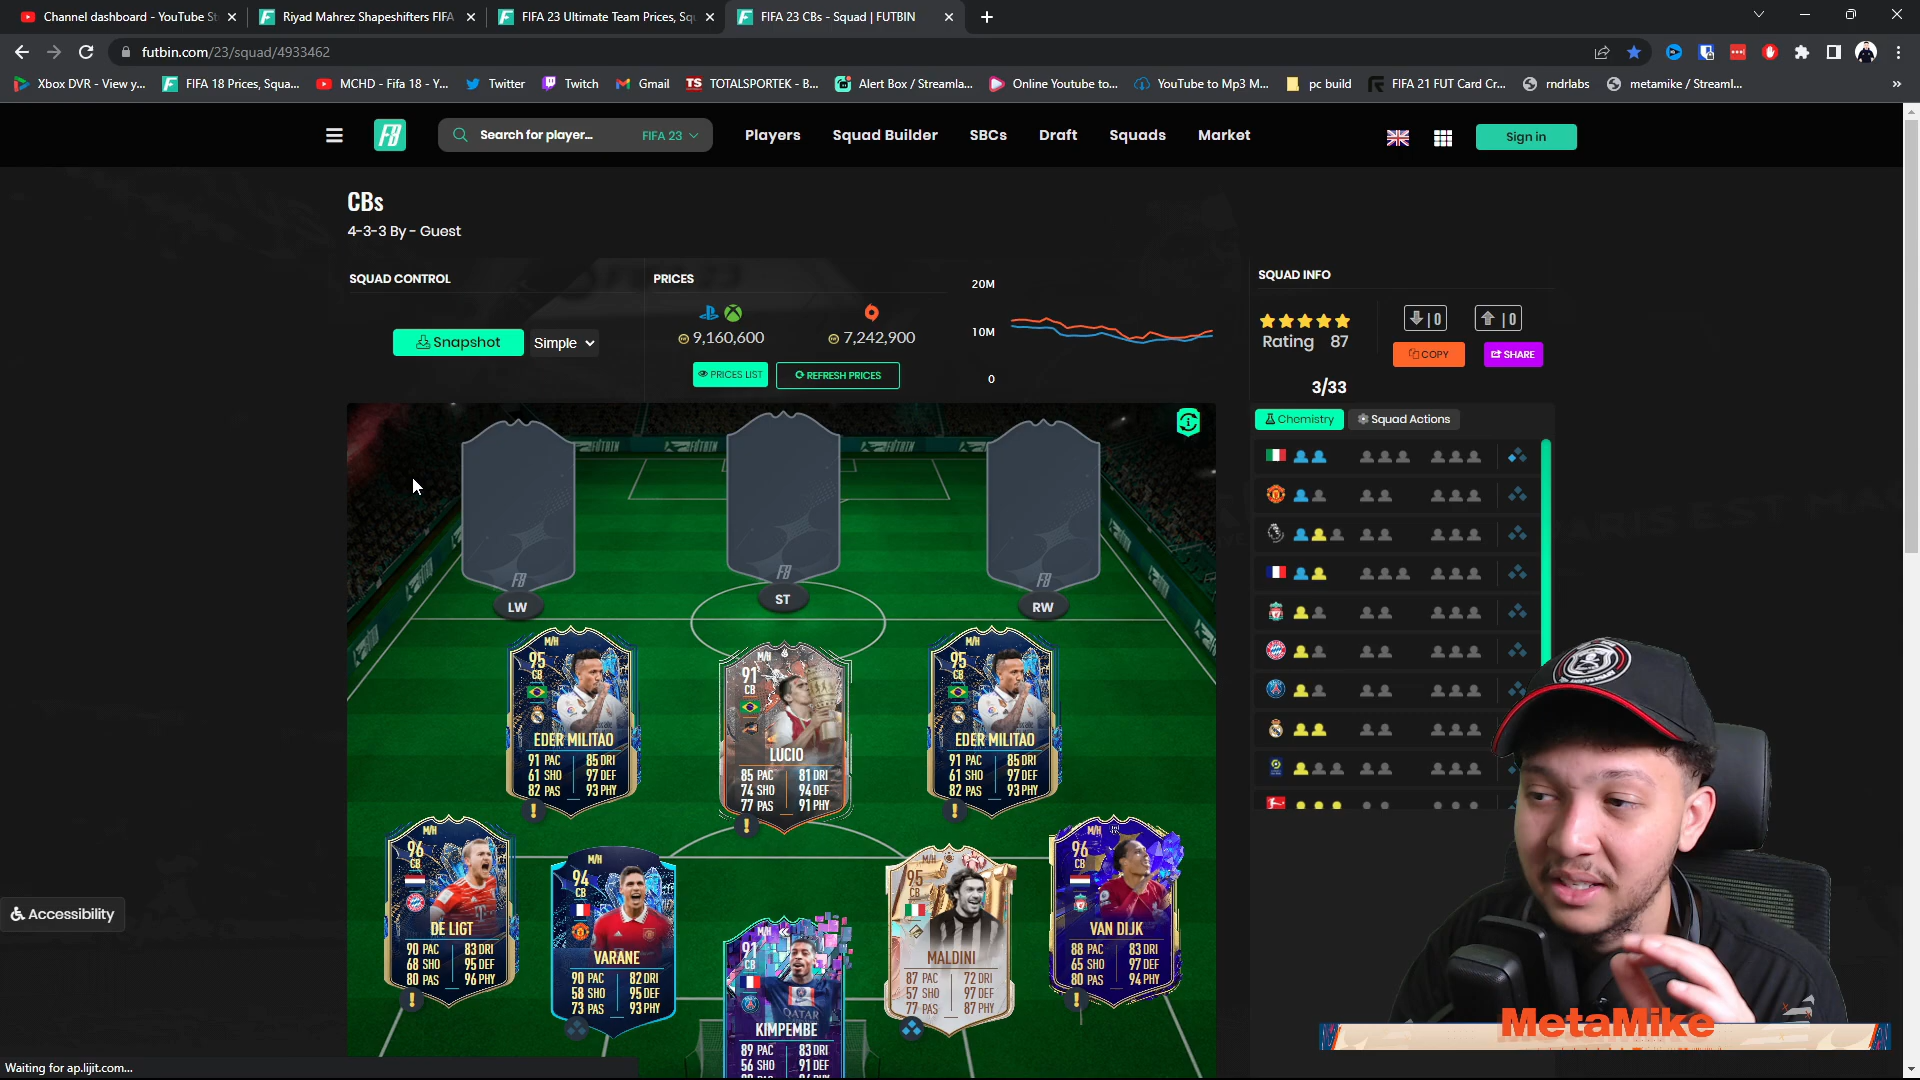 Channel dashboard - YouTube St
Riyad Mahrez Shapeshifters FIFA
FIFA 23 Ultimate Team Prices, Sq
FIFA 23 CBs - Squad | FUTBIN
futbin.com/23/squad/4933462
Xbox DVR - View y...
FIFA 18 Prices, Squa...
MCHD - Fifa 18 - Y...
Twitter
Twitch
Gmail
TS TOTALSPORTEK - B...
Alert Box / Streamla...
Online Youtube to...
YouTube to Mp3 M...
pc build
FIFA 21 FUT Card Cr...
rndrlabs
metamike / Streaml...
FB
Search for player...
FIFA 23
Players
Squad Builder
SBCs
Draft
Squads
Market
Sign in
CBs
4-3-3 By - Guest
SQUAD CONTROL
Snapshot
Simple
PRICES
9,160,600
7,242,900
PRICES LIST
REFRESH PRICES
20M
10M
0
SQUAD INFO
Rating 87
| 0
| 0
COPY
SHARE
3/33
Chemistry
Squad Actions
LW
ST
RW
M/H
95
CB
EDER MILITAO
91 PAC 85 DRI
61 SHO 97 DEF
82 PAS 93 PHY
M/H
91
CB
LUCIO
85 PAC 81 DRI
74 SHO 94 DEF
77 PAS 91 PHY
M/H
95
CB
EDER MILITAO
91 PAC 85 DRI
61 SHO 97 DEF
82 PAS 93 PHY
M/H
96
CB
DE LIGT
90 PAC 83 DRI
68 SHO 95 DEF
80 PAS 96 PHY
M/H
94
CB
VARANE
90 PAC 82 DRI
58 SHO 95 DEF
73 PAS 93 PHY
M/H
91
CB
KIMPEMBE
89 PAC 83 DRI
56 SHO 91 DEF
M/H
95
CB
MALDINI
87 PAC 72 DRI
57 SHO 97 DEF
77 PAS 87 PHY
M/H
96
CB
VAN DIJK
88 PAC 83 DRI
65 SHO 97 DEF
80 PAS 94 PHY
Accessibility
Waiting for ap.lijit.com...
MetaMike